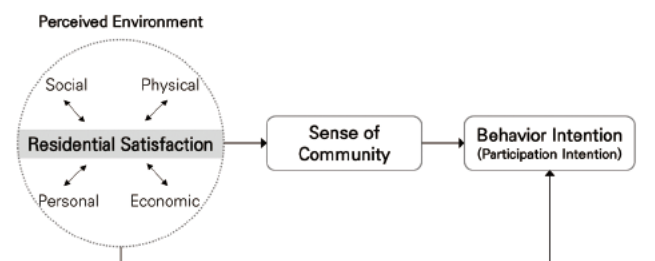 Perceived Environment
Social
Physical
Residential Satisfaction
Personal
Economic
Sense of
Community
Behavior Intention
(Participation Intention)